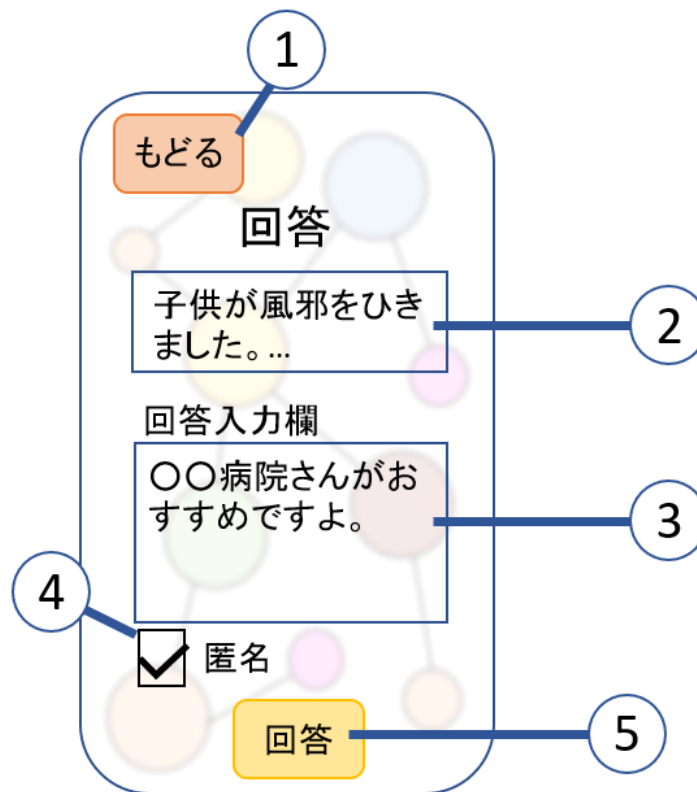 1
もどる
回答
子供が風邪をひき
ました。...
2
回答入力欄
〇〇病院さんがお
すすめですよ。
3
4
匿名
回答
5